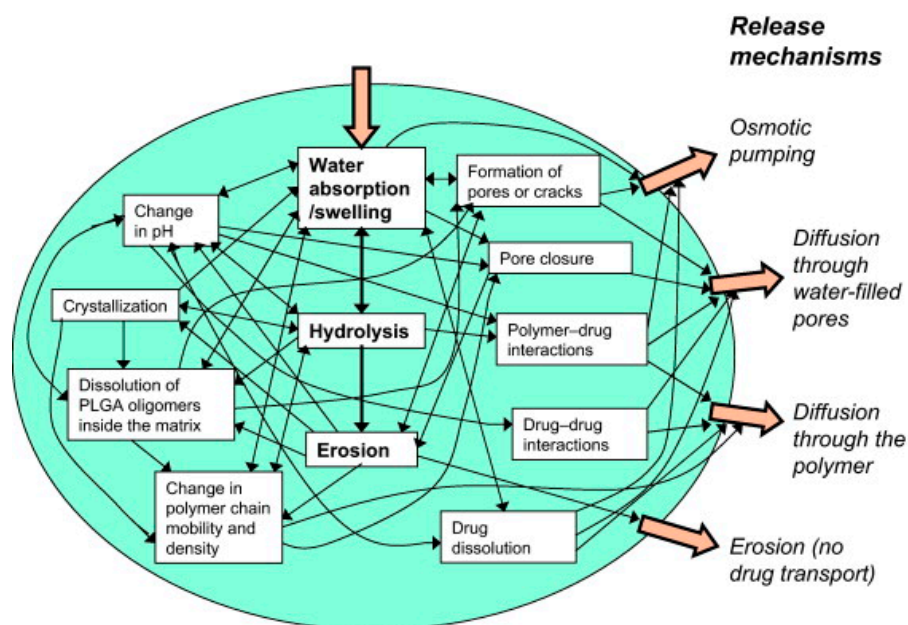 Release
mechanisms
Osmotic
pumping
Water
absorption
/swelling
Formation of
pores or cracks
Change
in pH
Pore closure
Diffusion
through
water-filled
pores
Crystallization
Hydrolysis
Polymer–drug
interactions
Dissolution of
PLGA oligomers
inside the matrix
Drug–drug
interactions
Diffusion
through the
polymer
Erosion
Change in
polymer chain
mobility and
density
Drug
dissolution
Erosion (no
drug transport)